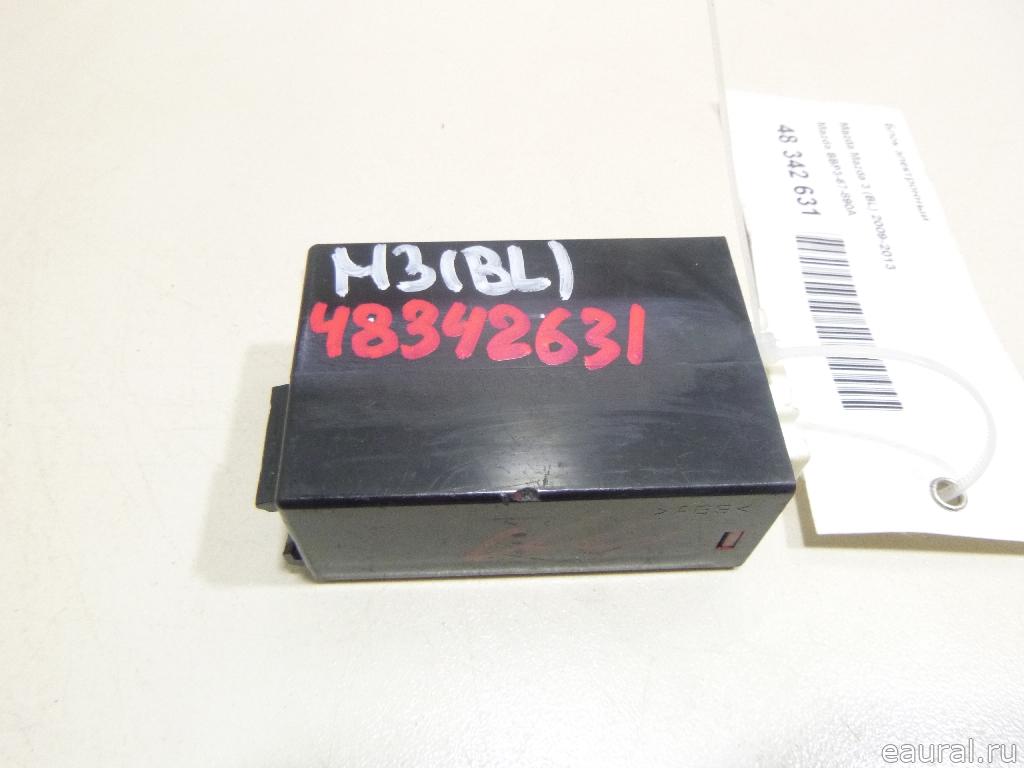 M3(BL)
48342631
Блок электронный
Mazda Mazda 3 (BL) 2009-2013
Mazda BBP3-67-890A
48 342 631
eaural.ru